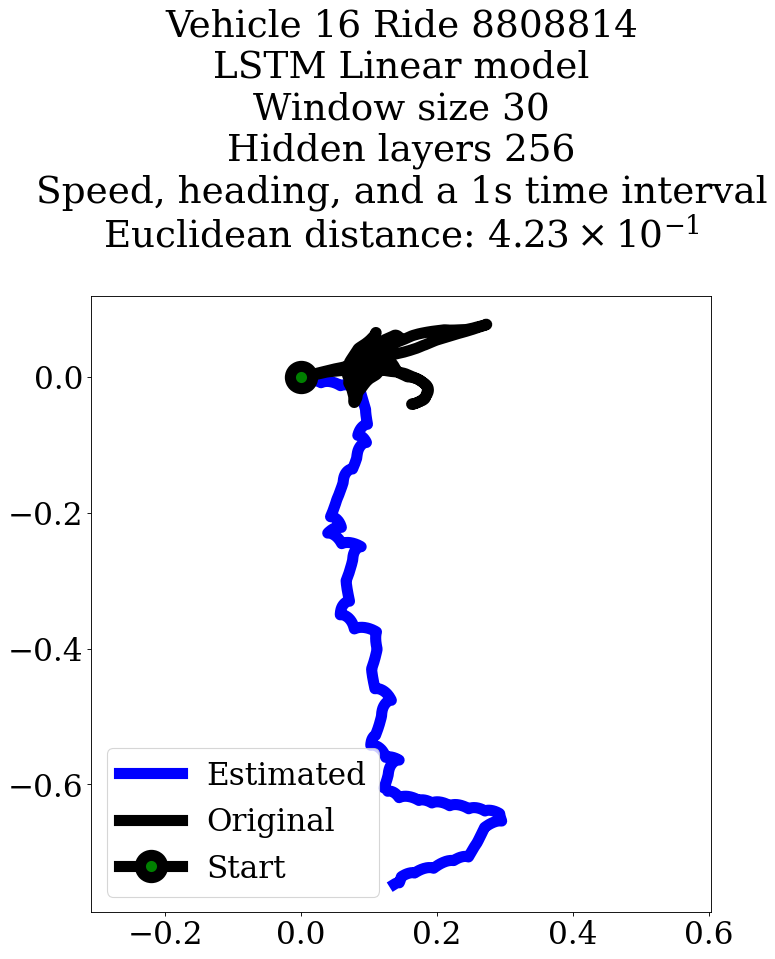 Vehicle 16 Ride 8808814
LSTM Linear model
Window size 30
Hidden layers 256
Speed, heading, and a 1s time interval
Euclidean distance: 4.23 × 10⁻¹
0.0
−0.2
−0.4
−0.6
Estimated
Original
Start
−0.2 0.0 0.2 0.4 0.6